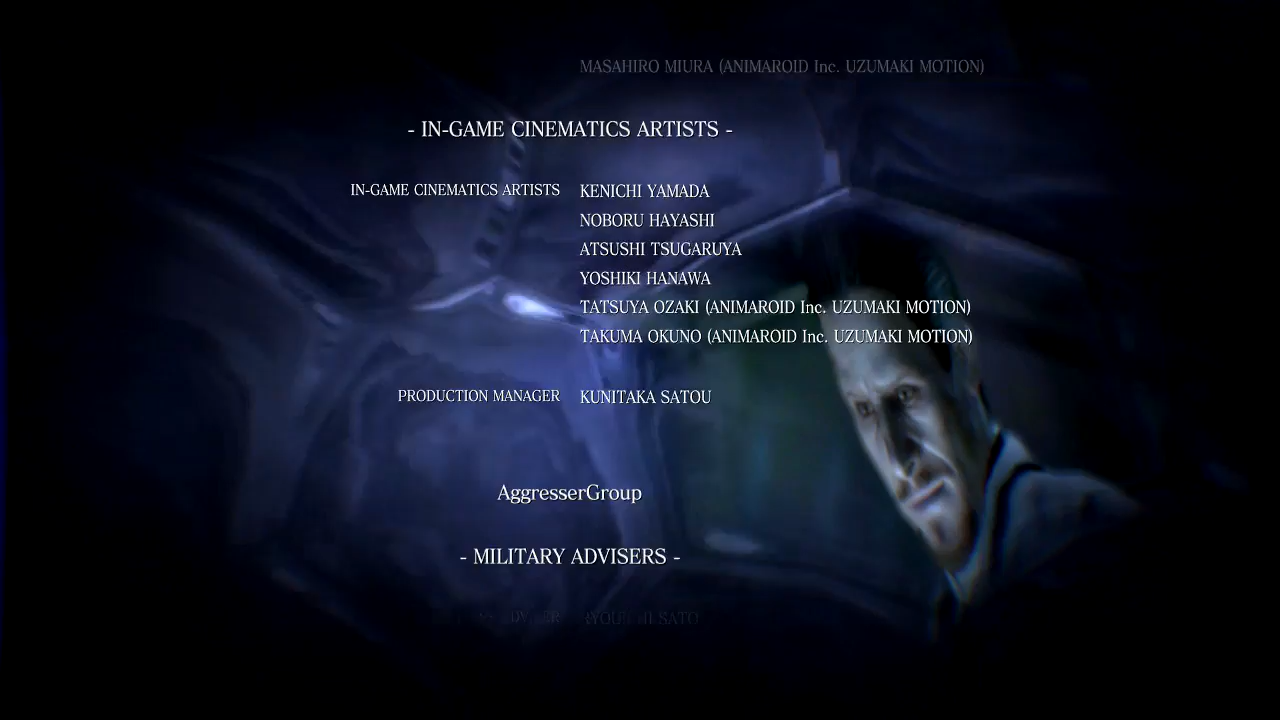 MASAHIRO MIURA (ANIMAROID Inc. UZUMAKI MOTION)
- IN-GAME CINEMATICS ARTISTS -
IN-GAME CINEMATICS ARTISTS KENICHI YAMADA
NOBORU HAYASHI
ATSUSHI TSUGARUYA
YOSHIKI HANAWA
TATSUYA OZAKI (ANIMAROID Inc. UZUMAKI MOTION)
TAKUMA OKUNO (ANIMAROID Inc. UZUMAKI MOTION)
PRODUCTION MANAGER KUNITAKA SATOU
AggresserGroup
- MILITARY ADVISERS -
SATO